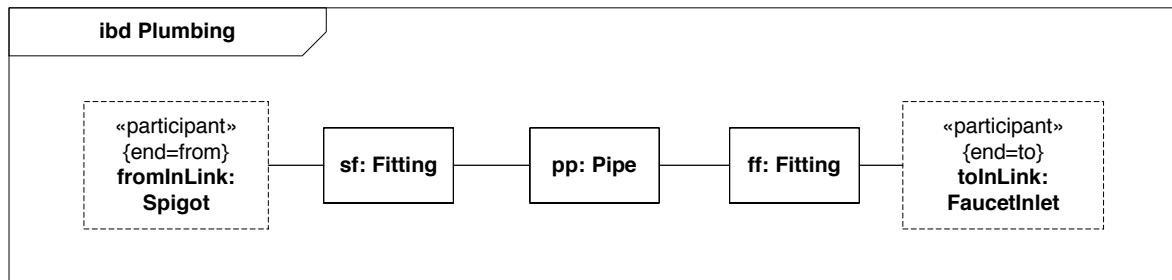 ibd Plumbing
«participant»
{end=from}
fromInLink:
Spigot
sf: Fitting
pp: Pipe
ff: Fitting
«participant»
{end=to}
toInLink:
FaucetInlet